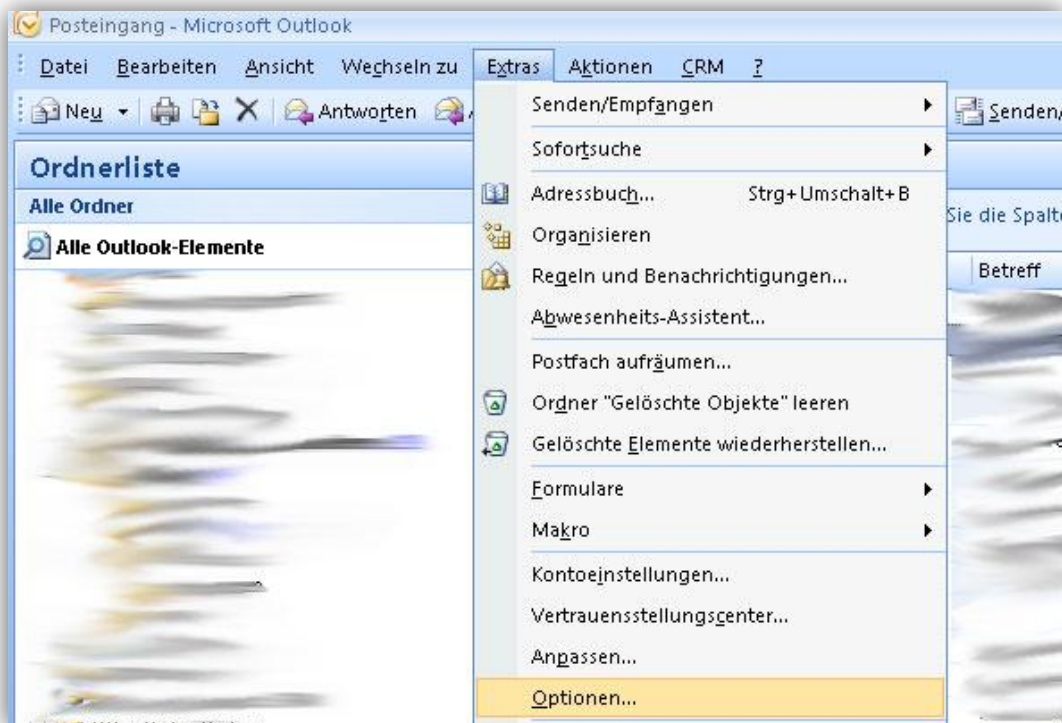 Posteingang - Microsoft Outlook
Datei Bearbeiten Ansicht Wechseln zu Extras Aktionen CRM ?
Neu Antworten Senden/
Ordnerliste
Alle Ordner
Alle Outlook-Elemente
Senden/Empfangen
Sofortsuche
Adressbuch... Strg+Umschalt+B
Organisieren
Regeln und Benachrichtigungen...
Abwesenheits-Assistent...
Postfach aufräumen...
Ordner "Gelöschte Objekte" leeren
Gelöschte Elemente wiederherstellen...
Formulare
Makro
Kontoeinstellungen...
Vertrauensstellungscenter...
Anpassen...
Optionen...
Sie die Spalte
Betreff